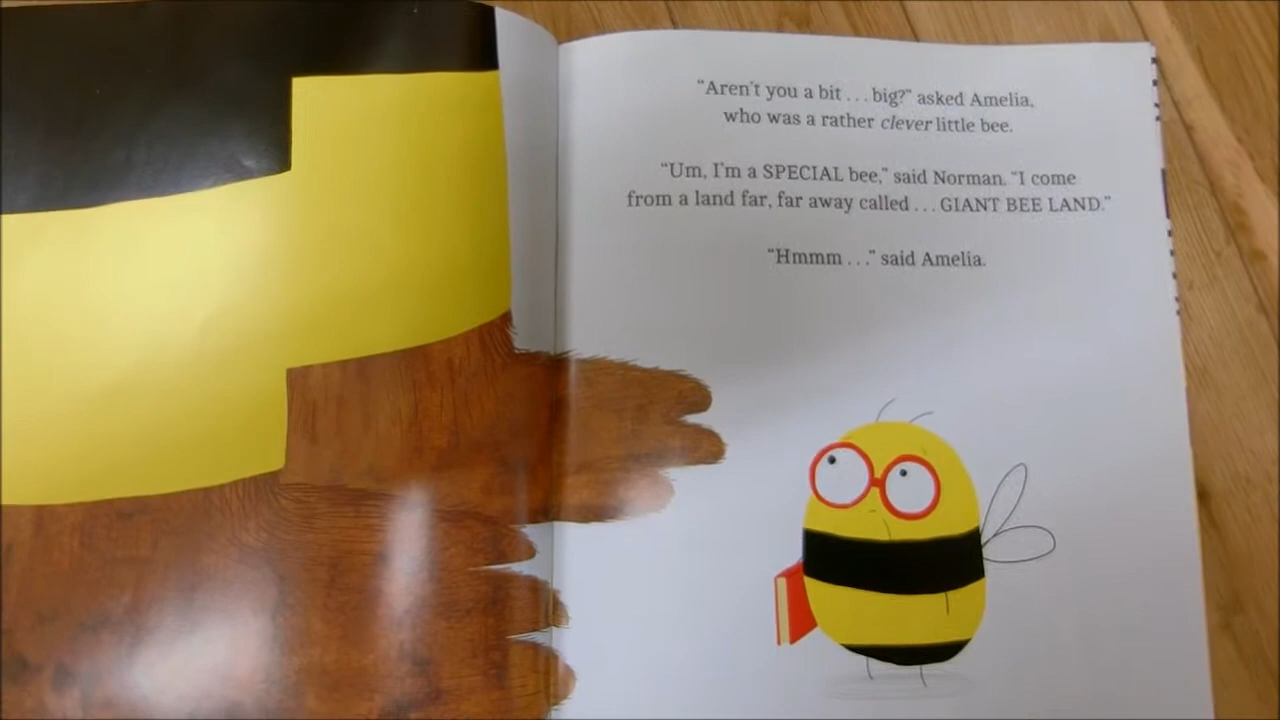 “Aren’t you a bit . . . big?” asked Amelia,
who was a rather clever little bee.
“Um, I’m a SPECIAL bee,” said Norman. “I come
from a land far, far away called . . . GIANT BEE LAND.”
“Hmmm . . .” said Amelia.